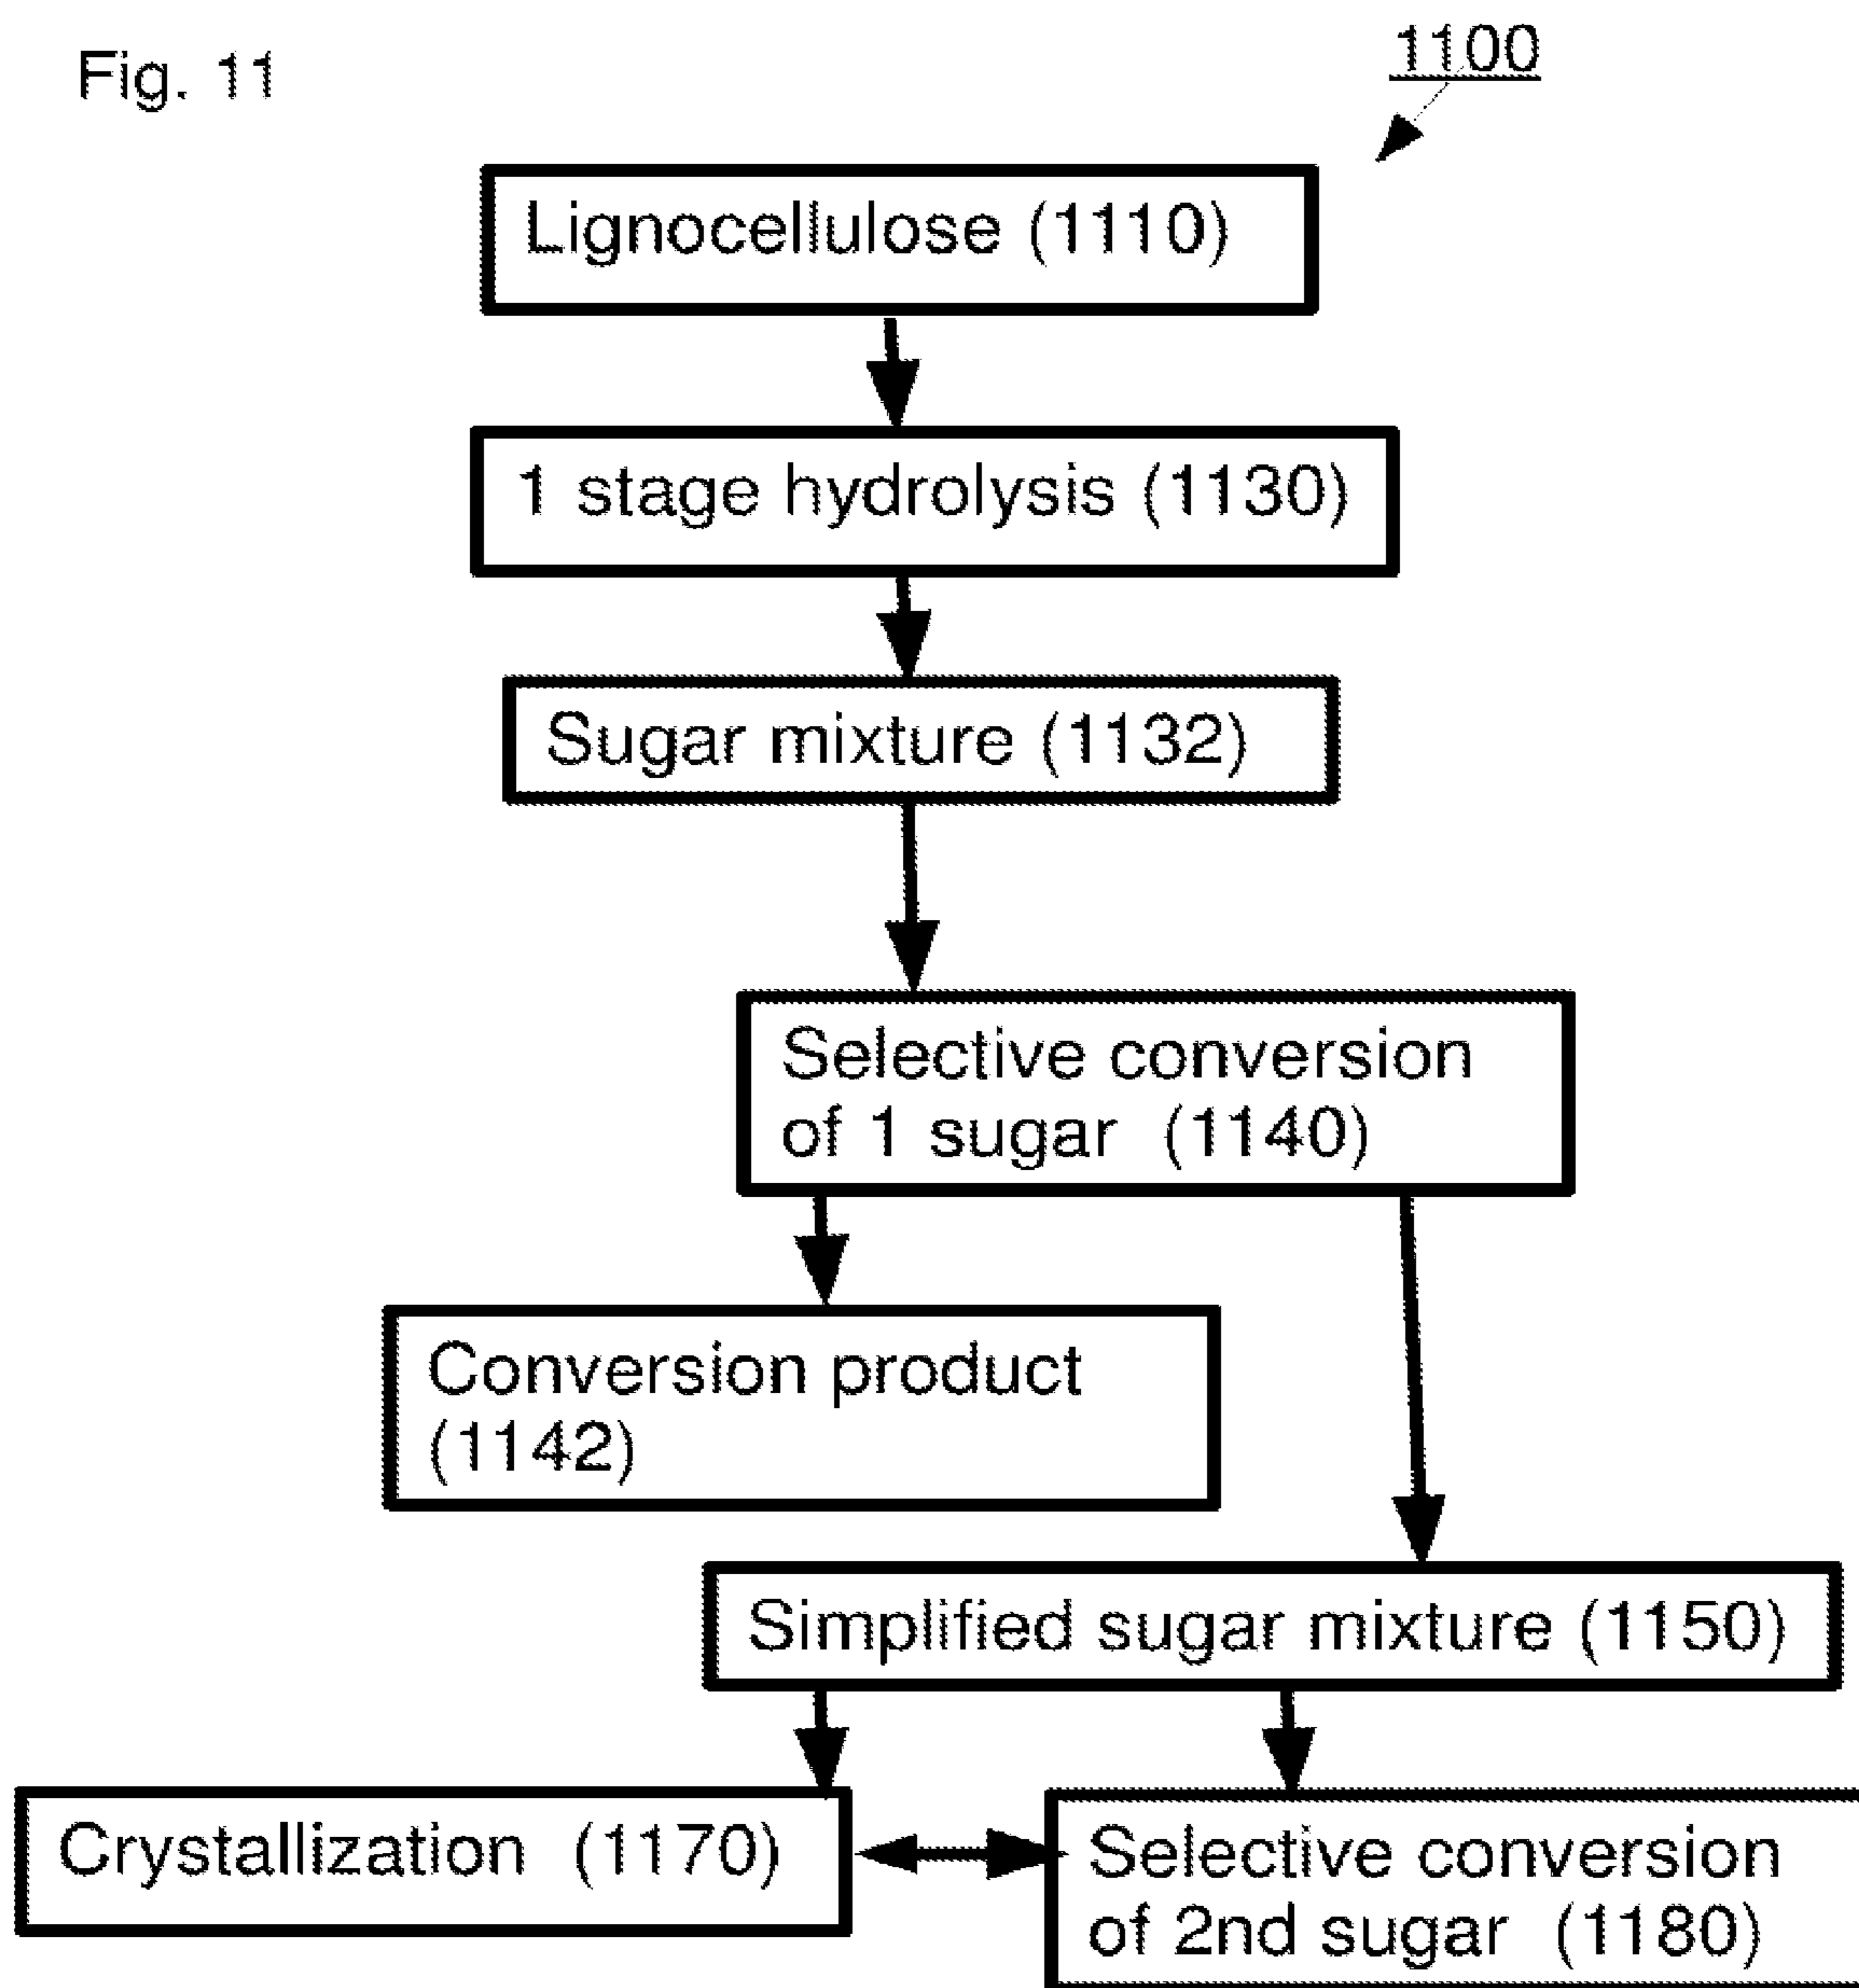 Fig. 11
1100
Lignocellulose (1110)
1 stage hydrolysis (1130)
Sugar mixture (1132)
Selective conversion
of 1 sugar (1140)
Conversion product
(1142)
Simplified sugar mixture (1150)
Crystallization (1170)
Selective conversion
of 2nd sugar (1180)